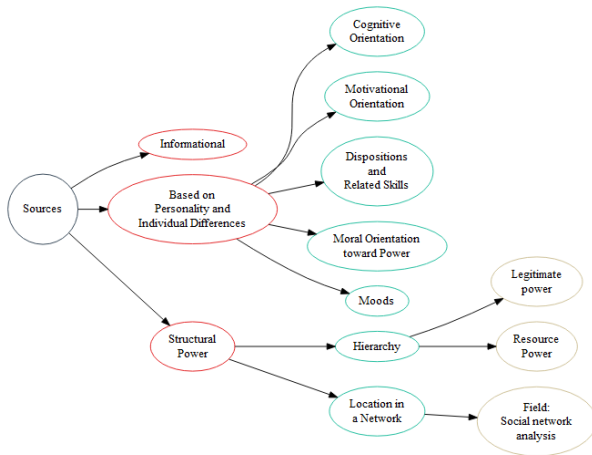 Sources
Informational
Based on
Personality and
Individual Differences
Structural
Power
Cognitive
Orientation
Motivational
Orientation
Dispositions
and
Related Skills
Moral Orientation
toward Power
Moods
Hierarchy
Location in
a Network
Legitimate
power
Resource
Power
Field:
Social network
analysis